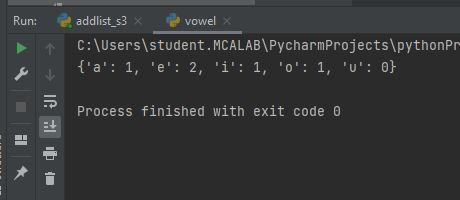 Run: addlist_s3 vowel
C:\Users\student.MCALAB\PycharmProjects\pythonPr
{'a': 1, 'e': 2, 'i': 1, 'o': 1, 'u': 0}
Process finished with exit code 0